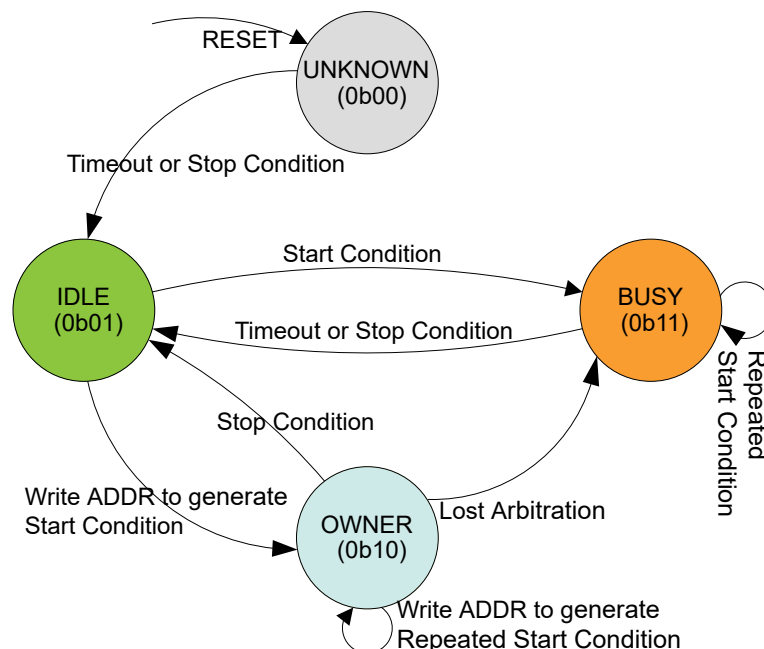 RESET
UNKNOWN
(0b00)
Timeout or Stop Condition
Start Condition
IDLE
(0b01)
BUSY
(0b11)
Timeout or Stop Condition
Repeated
Start Condition
Stop Condition
Write ADDR to generate
Start Condition
Lost Arbitration
OWNER
(0b10)
Write ADDR to generate
Repeated Start Condition